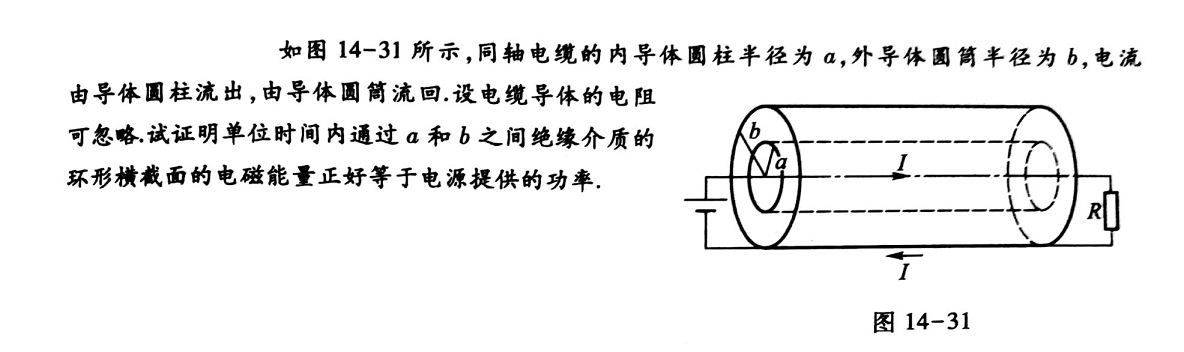 如图 14-31 所示,同轴电缆的内导体圆柱半径为 a,外导体圆筒半径为 b,电流
由导体圆柱流出,由导体圆筒流回.设电缆导体的电阻
可忽略.试证明单位时间内通过 a 和 b 之间绝缘介质的
环形横截面的电磁能量正好等于电源提供的功率.
b
a
I
R
I
图 14-31